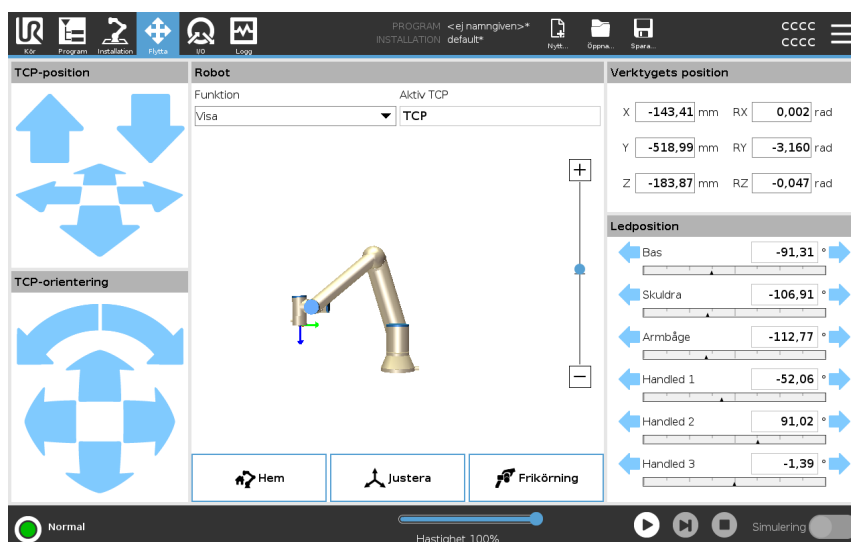 UR
PROGRAM <ej namngiven>*
INSTALLATION default*
Kör Program Installation Flytta I/O Logg
Nytt... Öppna... Spara...
cccc
cccc
TCP-position
Robot
Verktygets position
Funktion Aktiv TCP
Visa TCP
X -143,41 mm RX 0,002 rad
Y -518,99 mm RY -3,160 rad
Z -183,87 mm RZ -0,047 rad
Ledposition
Bas -91,31 °
TCP-orientering
Skuldra -106,91 °
Armbåge -112,77 °
Handled 1 -52,06 °
Handled 2 91,02 °
Handled 3 -1,39 °
Hem Justera Frikörning
Normal
Hastighet 100%
Simulering